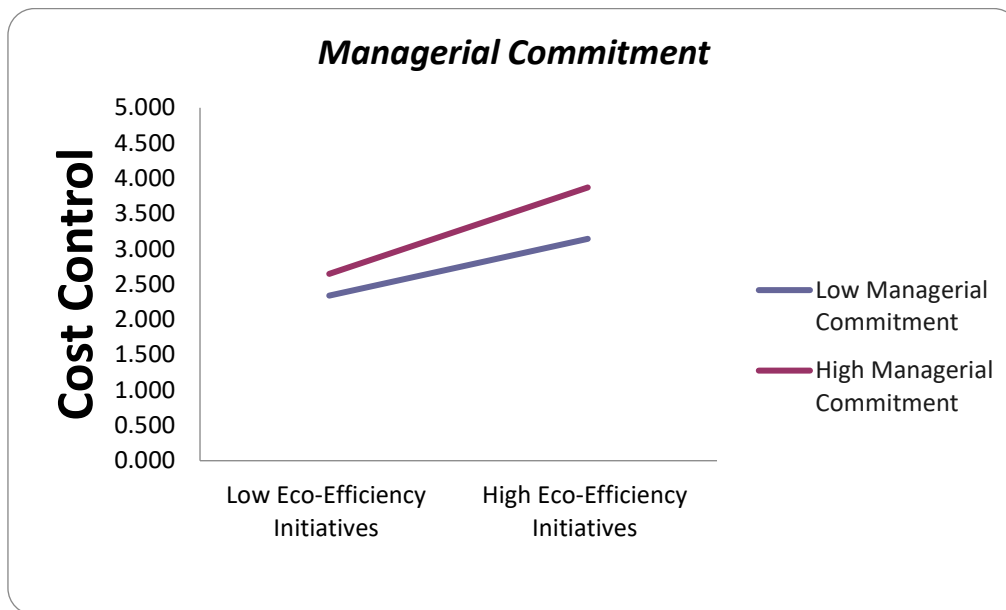 Managerial Commitment
Cost Control
5.000
4.500
4.000
3.500
3.000
2.500
2.000
1.500
1.000
0.500
0.000
Low Eco-Efficiency
Initiatives
High Eco-Efficiency
Initiatives
Low Managerial
Commitment
High Managerial
Commitment